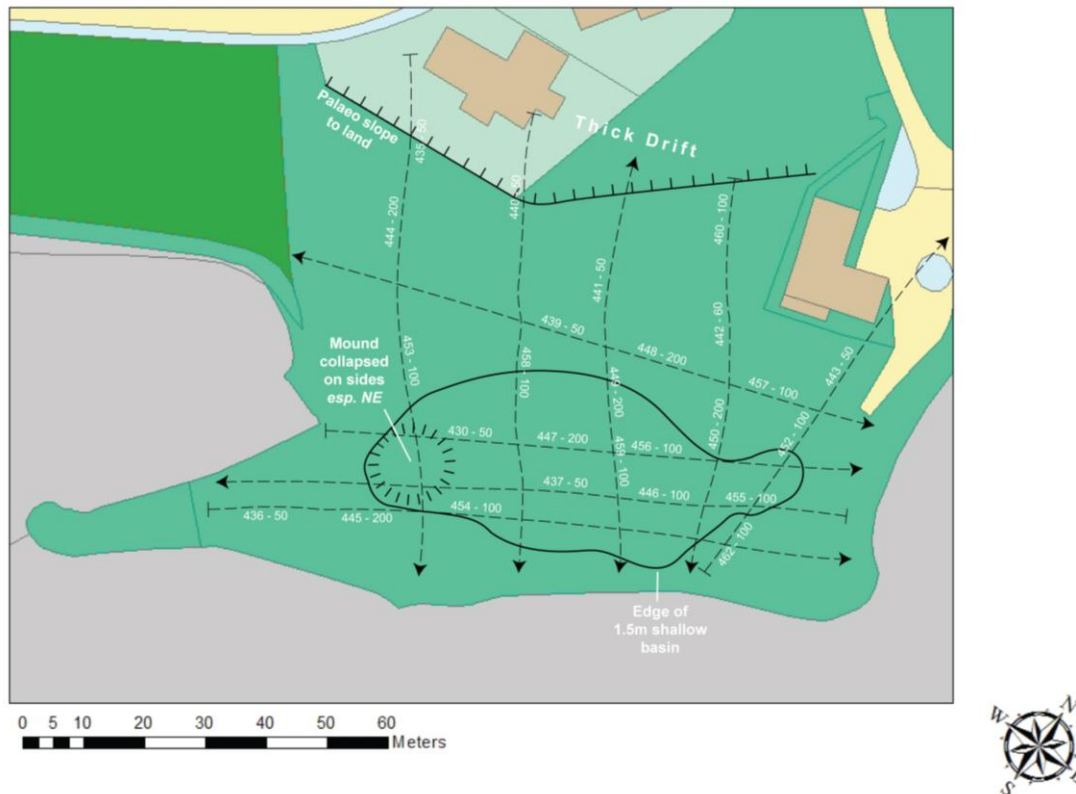 Palaeo slope
to land
Thick Drift
435 - 50
440 - 50
444 - 200
460 - 100
441 - 50
442 - 60
439 - 50
448 - 200
457 - 100
443 - 50
Mound
collapsed
on sides
esp. NE
453 - 100
458 - 100
449 - 200
450 - 200
452 - 100
430 - 50
447 - 200
456 - 100
459 - 100
437 - 50
446 - 100
455 - 100
436 - 50
445 - 200
454 - 100
462 - 100
Edge of
1.5m shallow
basin
0 5 10 20 30 40 50 60
Meters
W N
S